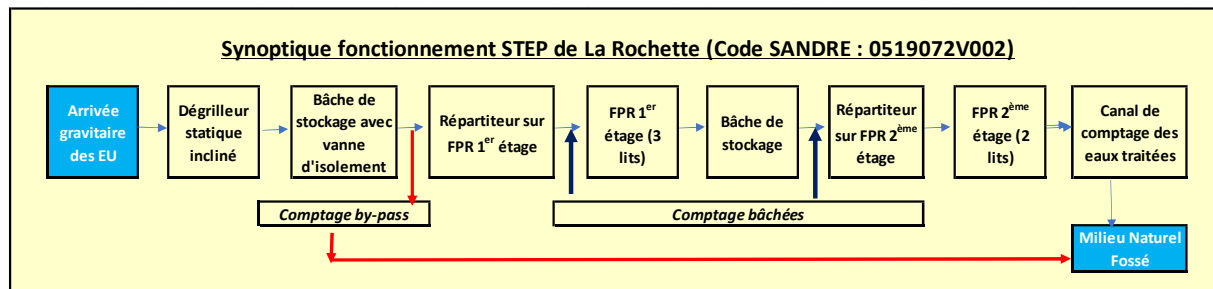 Synoptique fonctionnement STEP de La Rochette (Code SANDRE : 0519072V002)
Arrivée
gravitaire
des EU
Dégrilleur
statique
incliné
Bâche de
stockage avec
vanne
d'isolement
Répartiteur sur
FPR 1er étage
FPR 1er
étage (3
lits)
Bâche de
stockage
Répartiteur
sur FPR 2ème
étage
FPR 2ème
étage (2
lits)
Canal de
comptage des
eaux traitées
Comptage by-pass
Comptage bâchées
Milieu Naturel
Fossé